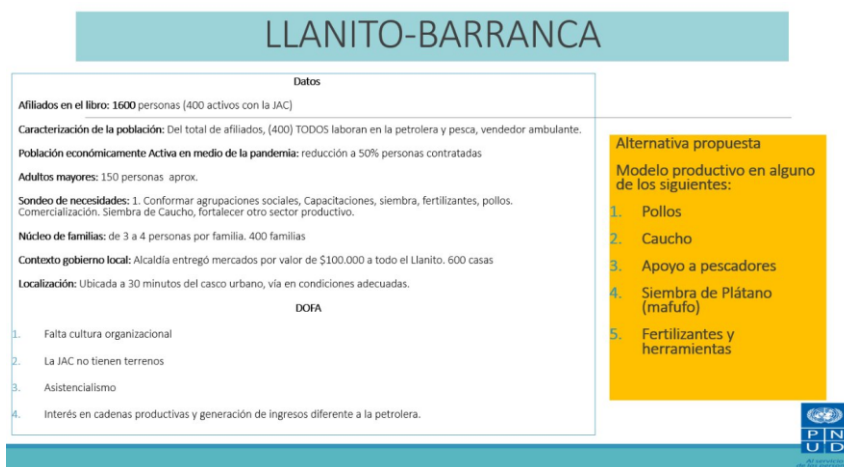 LLANITO-BARRANCA
Datos
Afiliados en el libro: 1600 personas (400 activos con la JAC)
Caracterización de la población: Del total de afiliados, (400) TODOS laboran en la petrolera y pesca, vendedor ambulante.
Población económicamente Activa en medio de la pandemia: reducción a 50% personas contratadas
Adultos mayores: 150 personas aprox.
Sondeo de necesidades: 1. Conformar agrupaciones sociales, Capacitaciones, siembra, fertilizantes, pollos.
Comercialización. Siembra de Caucho, fortalecer otro sector productivo.
Núcleo de familias: de 3 a 4 personas por familia. 400 familias
Contexto gobierno local: Alcaldía entregó mercados por valor de $100.000 a todo el Llanito. 600 casas
Localización: Ubicada a 30 minutos del casco urbano, vía en condiciones adecuadas.
DOFA
1. Falta cultura organizacional
2. La JAC no tienen terrenos
3. Asistencialismo
4. Interés en cadenas productivas y generación de ingresos diferente a la petrolera.
Alternativa propuesta
Modelo productivo en alguno
de los siguientes:
1. Pollos
2. Caucho
3. Apoyo a pescadores
4. Siembra de Plátano
(mafufo)
5. Fertilizantes y
herramientas
P N
U D
Al servicio
de las personas